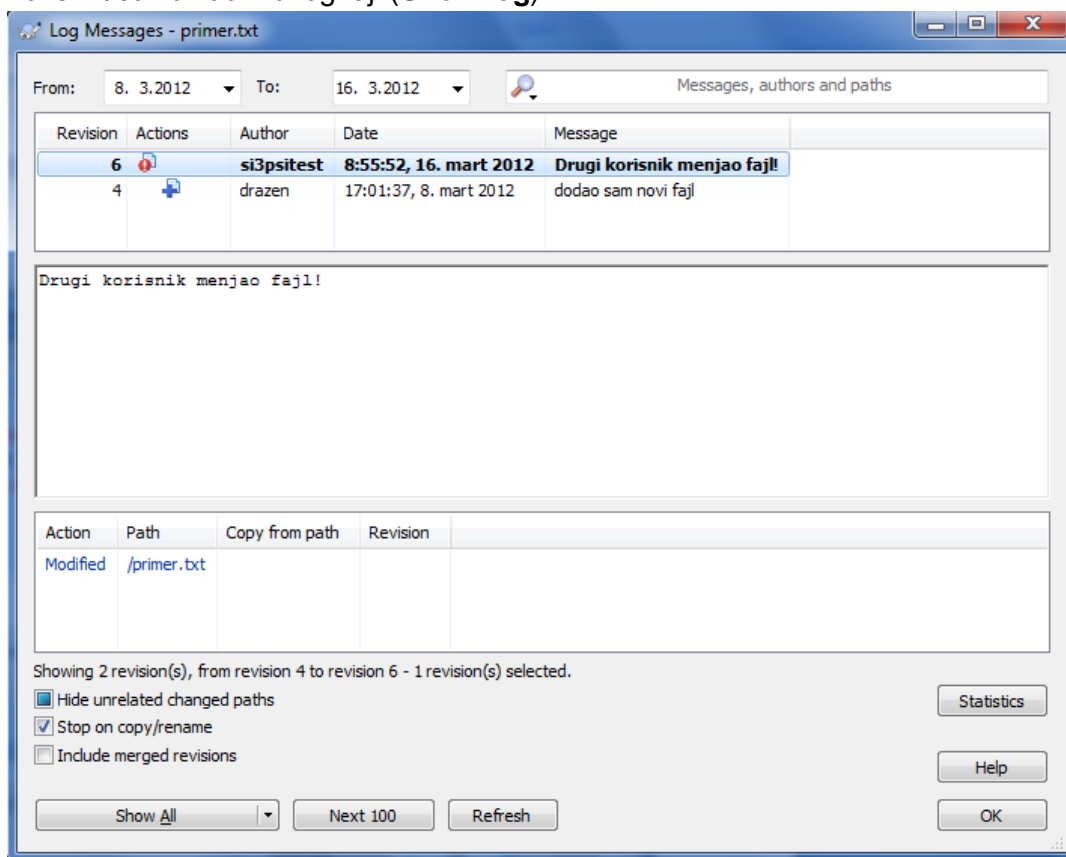 Log Messages - primer.txt
From: 8. 3.2012 To: 16. 3.2012 Messages, authors and paths
Revision Actions Author Date Message
6 si3psitest 8:55:52, 16. mart 2012 Drugi korisnik menjao fajl!
4 drazen 17:01:37, 8. mart 2012 dodao sam novi fajl
Drugi korisnik menjao fajl!
Action Path Copy from path Revision
Modified /primer.txt
Showing 2 revision(s), from revision 4 to revision 6 - 1 revision(s) selected.
Hide unrelated changed paths
Statistics
Stop on copy/rename
Include merged revisions
Help
Show All Next 100 Refresh OK